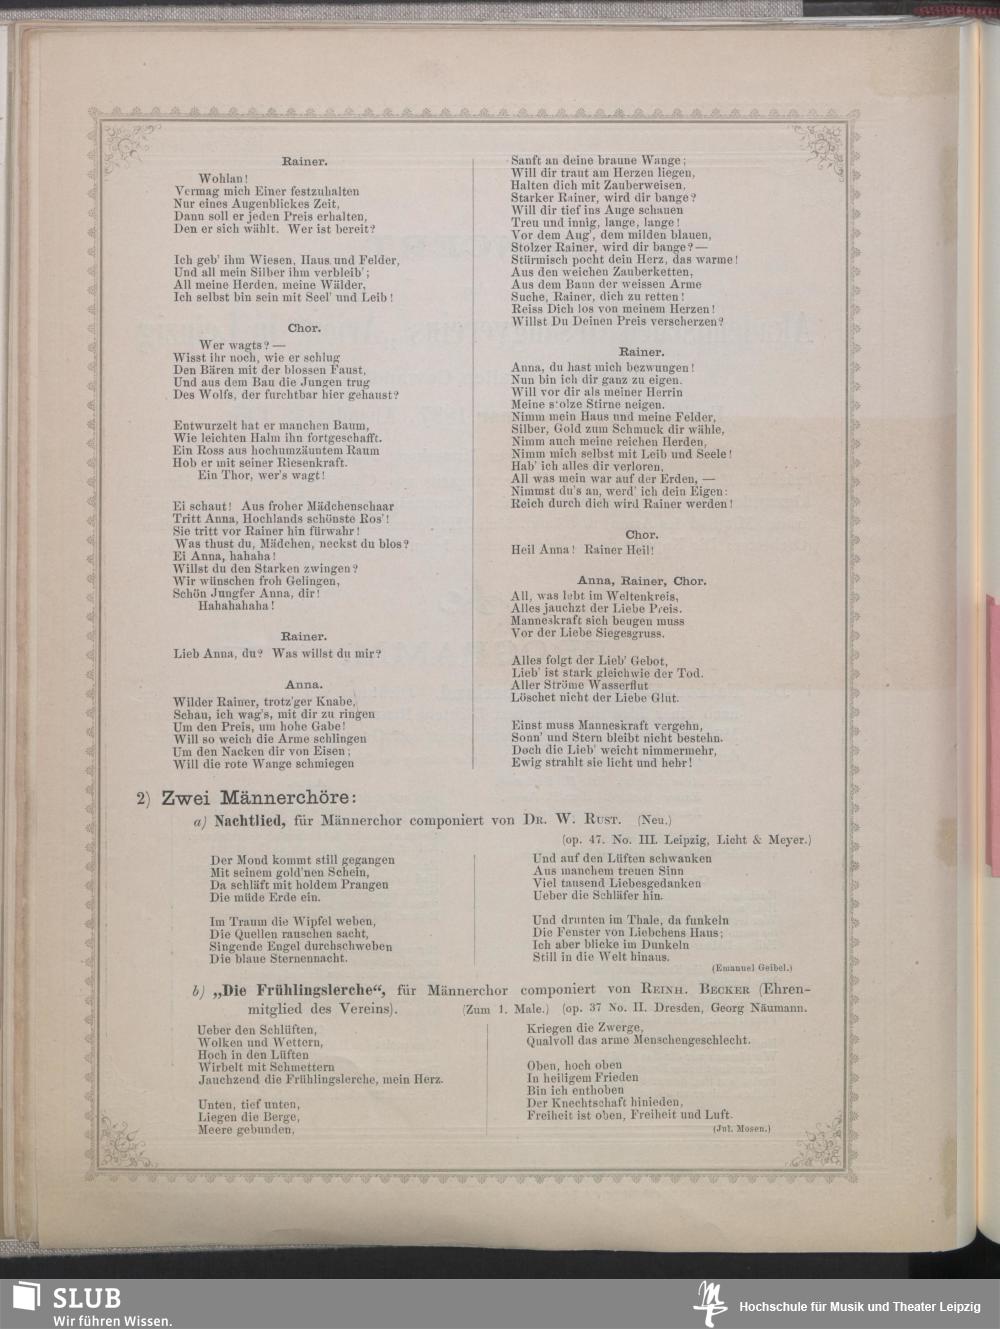 Rainer.
Wohlan!
Vermag mich Einer festzuhalten
Nur eines Augenblickes Zeit,
Dann soll er jeden Preis erhalten,
Den er sich wählt. Wer ist bereit?
Ich geb' ihm Wiesen, Haus und Felder,
Und all mein Silber ihm verbleib';
All meine Herden, meine Wälder,
Ich selbst bin sein mit Seel' und Leib!
Chor.
Wer wagts? —
Wisst ihr noch, wie er schlug
Den Bären mit der blossen Faust,
Und aus dem Bau die Jungen trug
Des Wolfs, der furchtbar hier gehaust?
Entwurzelt hat er manchen Baum,
Wie leichten Halm ihn fortgeschafft.
Ein Ross aus hochumzäuntem Raum
Hob er mit seiner Riesenkraft.
Ein Thor, wer's wagt!
Ei schaut! Aus froher Mädchenschaar
Tritt Anna, Hochlands schönste Ros'!
Sie tritt vor Rainer hin fürwahr!
Was thust du, Mädchen, neckst du blos?
Ei Anna, hahaha!
Willst du den Starken zwingen?
Wir wünschen froh Gelingen,
Schön Jungfer Anna, dir!
Hahahahaha!
Rainer.
Lieb Anna, du? Was willst du mir?
Anna.
Wilder Rainer, trotz'ger Knabe,
Schau, ich wag's, mit dir zu ringen
Um den Preis, um hohe Gabe!
Will so weich die Arme schlingen
Um den Nacken dir von Eisen;
Will die rote Wange schmiegen
Sanft an deine braune Wange;
Will dir traut am Herzen liegen,
Halten dich mit Zauberweisen,
Starker Rainer, wird dir bange?
Will dir tief ins Auge schauen
Treu und innig, lange, lange!
Vor dem Aug', dem milden blauen,
Stolzer Rainer, wird dir bange? —
Stürmisch pocht dein Herz, das warme!
Aus den weichen Zauberketten,
Aus dem Bann der weissen Arme
Suche, Rainer, dich zu retten!
Reiss Dich los von meinem Herzen!
Willst Du Deinen Preis verscherzen?
Rainer.
Anna, du hast mich bezwungen!
Nun bin ich dir ganz zu eigen.
Will vor dir als meiner Herrin
Meine stolze Stirne neigen.
Nimm mein Haus und meine Felder,
Silber, Gold zum Schmuck dir wähle,
Nimm auch meine reichen Herden,
Nimm mich selbst mit Leib und Seele!
Hab' ich alles dir verloren,
All was mein war auf der Erden, —
Nimmst du's an, werd' ich dein Eigen:
Reich durch dich wird Rainer werden!
Chor.
Heil Anna! Rainer Heil!
Anna, Rainer, Chor.
All, was lebt im Weltenkreis,
Alles jauchzt der Liebe Preis.
Manneskraft sich beugen muss
Vor der Liebe Siegesgruss.
Alles folgt der Lieb' Gebot,
Lieb' ist stark gleichwie der Tod.
Aller Ströme Wasserflut
Löschet nicht der Liebe Glut.
Einst muss Manneskraft vergehn,
Sonn' und Stern bleibt nicht bestehn.
Doch die Lieb' weicht nimmermehr,
Ewig strahlt sie licht und hehr!
2) Zwei Männerchöre:
a) Nachtlied, für Männerchor componiert von DR. W. RUST. (Neu.)
(op. 47. No. III. Leipzig, Licht & Meyer.)
Der Mond kommt still gegangen
Mit seinem gold'nen Schein,
Da schläft mit holdem Prangen
Die müde Erde ein.
Im Traum die Wipfel weben,
Die Quellen rauschen sacht,
Singende Engel durchschweben
Die blaue Sternennacht.
Und auf den Lüften schwanken
Aus manchem treuen Sinn
Viel tausend Liebesgedanken
Ueber die Schläfer hin.
Und drunten im Thale, da funkeln
Die Fenster von Liebchens Haus;
Ich aber blicke im Dunkeln
Still in die Welt hinaus.
(Emanuel Geibel.)
b) „Die Frühlingslerche“, für Männerchor componiert von REINH. BECKER (Ehren-
mitglied des Vereins). (Zum 1. Male.) (op. 37 No. II. Dresden, Georg Näumann.
Ueber den Schlüften,
Wolken und Wettern,
Hoch in den Lüften
Wirbelt mit Schmettern
Jauchzend die Frühlingslerche, mein Herz.
Unten, tief unten,
Liegen die Berge,
Meere gebunden,
Kriegen die Zwerge,
Qualvoll das arme Menschengeschlecht.
Oben, hoch oben
In heiligem Frieden
Bin ich enthoben
Der Knechtschaft hinieden,
Freiheit ist oben, Freiheit und Luft.
(Jul. Mosen.)
SLUB
Wir führen Wissen.
Hochschule für Musik und Theater Leipzig